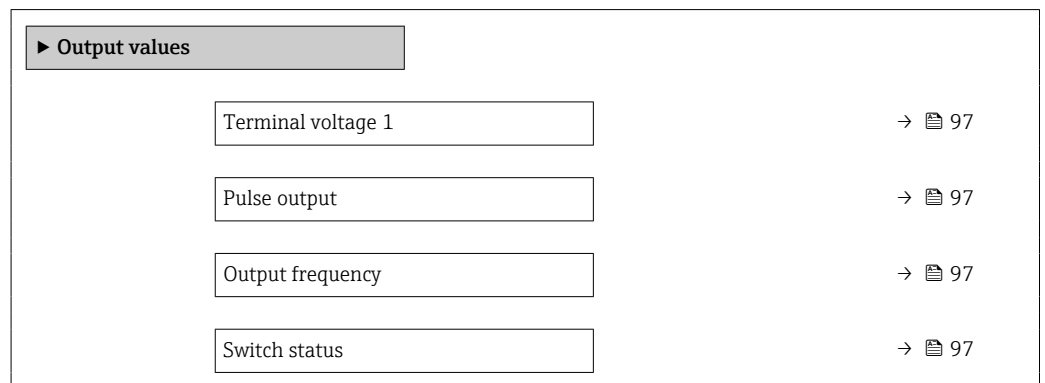 ▶ Output values
Terminal voltage 1 → 97
Pulse output → 97
Output frequency → 97
Switch status → 97